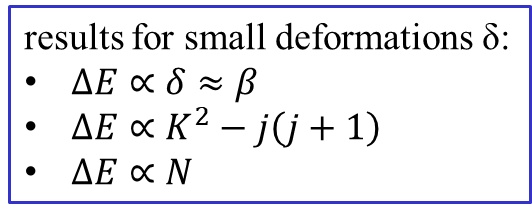 results for small deformations δ:
• ΔE ∝ δ ≈ β
• ΔE ∝ K² − j(j + 1)
• ΔE ∝ N